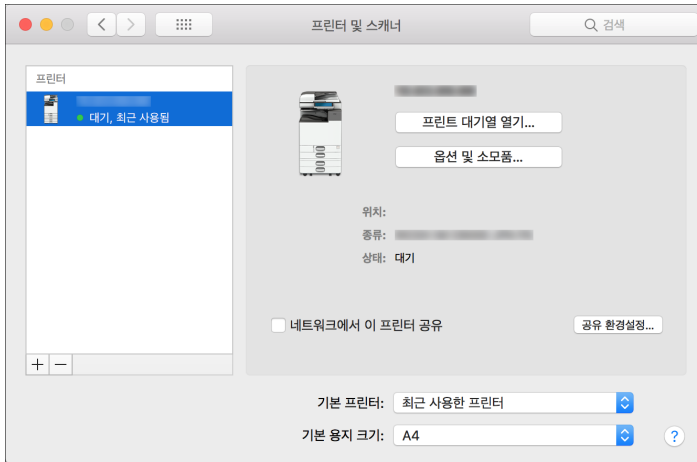 프린터 및 스캐너
검색
프린터
대기, 최근 사용됨
프린트 대기열 열기...
옵션 및 소모품...
위치:
종류:
상태: 대기
네트워크에서 이 프린터 공유
공유 환경설정...
기본 프린터: 최근 사용한 프린터
기본 용지 크기: A4
?